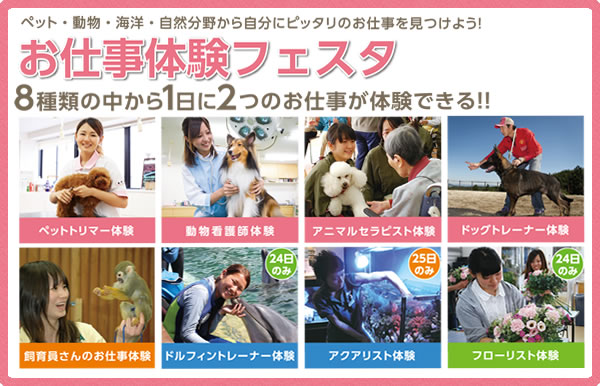 ペット・動物・海洋・自然分野から自分にピッタリのお仕事を見つけよう!
お仕事体験フェスタ
8種類の中から1日に2つのお仕事が体験できる!!
ペットトリマー体験
動物看護師体験
アニマルセラピスト体験
ドッグトレーナー体験
飼育員さんのお仕事体験
24日
のみ
ドルフィントレーナー体験
25日
のみ
アクアリスト体験
24日
のみ
フローリスト体験